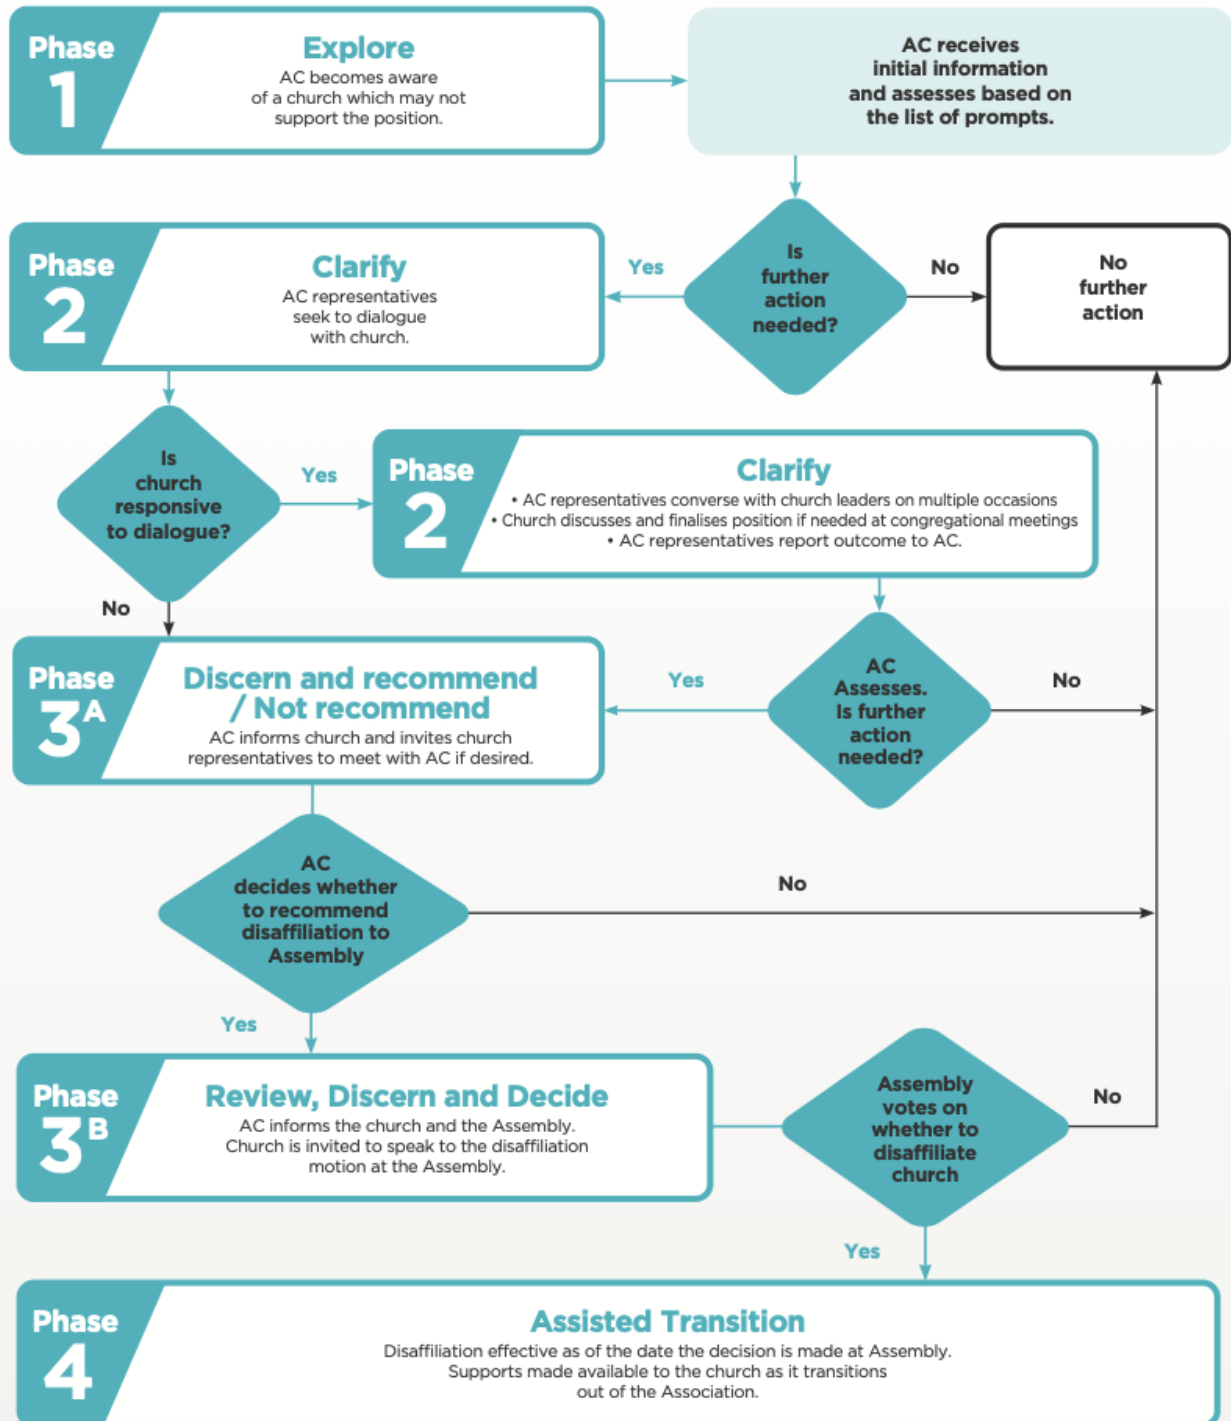 Phase
1
Explore
AC becomes aware
of a church which may not
support the position.
AC receives
initial information
and assesses based on
the list of prompts.
Is
further
action
needed?
Yes
No
No
further
action
Phase
2
Clarify
AC representatives
seek to dialogue
with church.
Is
church
responsive
to dialogue?
Yes
No
Phase
2
Clarify
• AC representatives converse with church leaders on multiple occasions
• Church discusses and finalises position if needed at congregational meetings
• AC representatives report outcome to AC.
AC
Assesses.
Is further
action
needed?
Yes
No
Phase
3A
Discern and recommend
/ Not recommend
AC informs church and invites church
representatives to meet with AC if desired.
AC
decides whether
to recommend
disaffiliation to
Assembly
No
Yes
Phase
3B
Review, Discern and Decide
AC informs the church and the Assembly.
Church is invited to speak to the disaffiliation
motion at the Assembly.
Assembly
votes on
whether to
disaffiliate
church
No
Yes
Phase
4
Assisted Transition
Disaffiliation effective as of the date the decision is made at Assembly.
Supports made available to the church as it transitions
out of the Association.